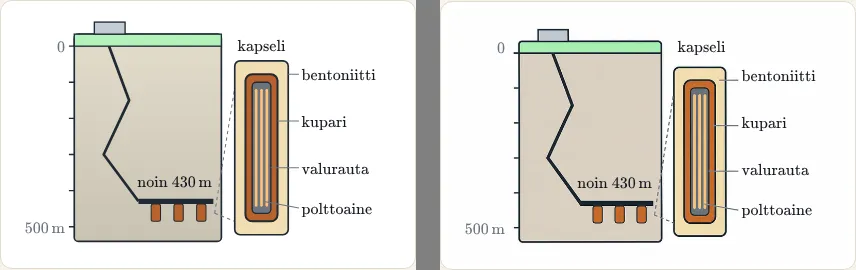 kapseli
0
bentoniitti
kupari
valurauta
noin 430 m
polttoaine
500 m
kapseli
0
bentoniitti
kupari
valurauta
noin 430 m
polttoaine
500 m